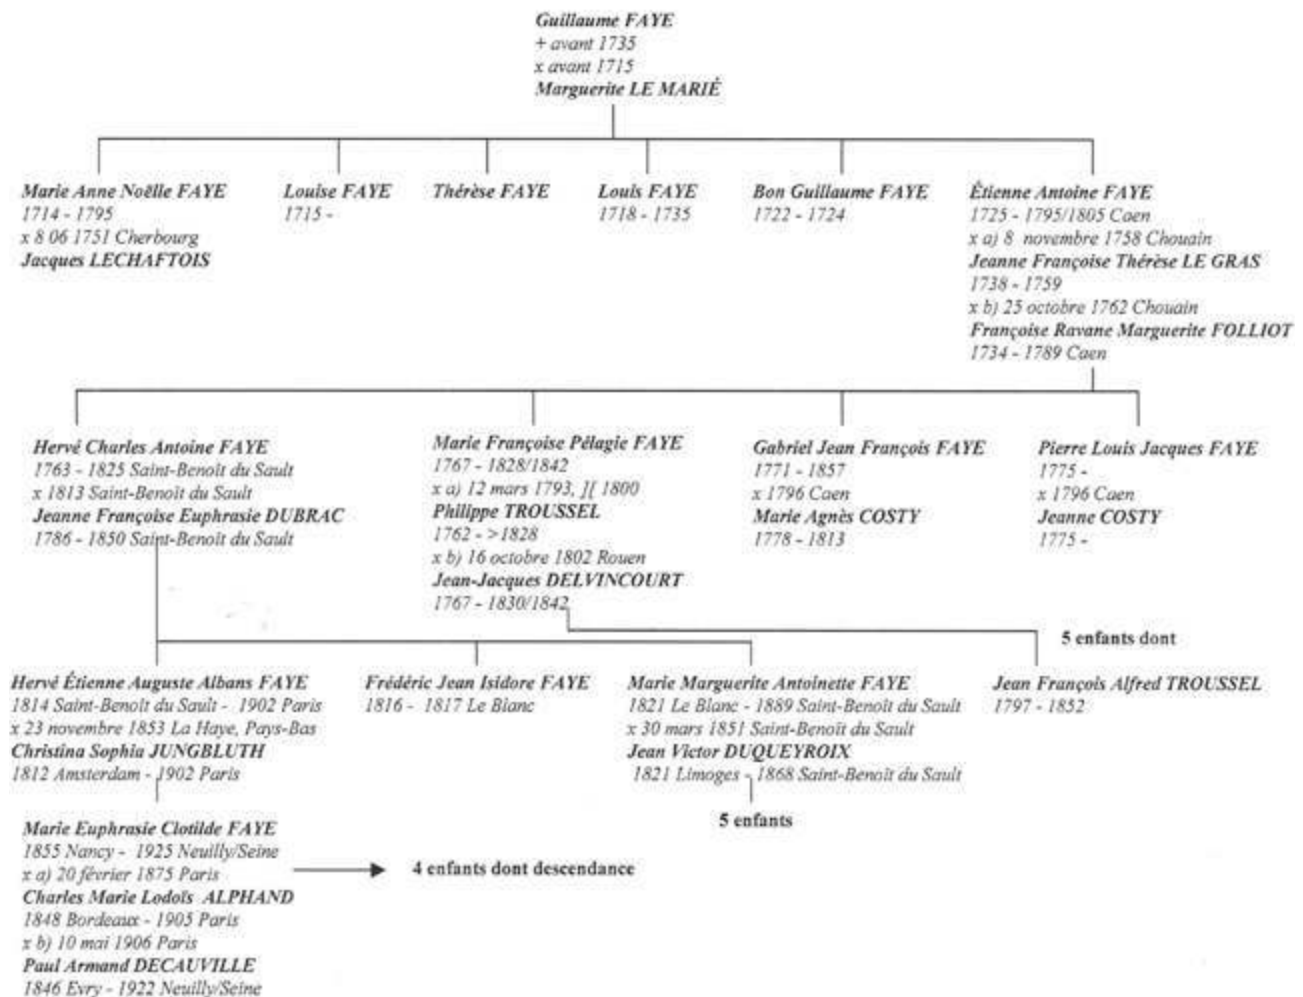 Guillaume FAYE
+ avant 1735
x avant 1715
Marguerite LE MARIÉ
Marie Anne Noëlle FAYE
1714 - 1795
x 8 06 1751 Cherbourg
Jacques LECHAFTOIS
Louise FAYE
1715 -
Thérèse FAYE
Louis FAYE
1718 - 1735
Bon Guillaume FAYE
1722 - 1724
Étienne Antoine FAYE
1725 - 1795/1805 Caen
x a) 8 novembre 1758 Chouain
Jeanne Françoise Thérèse LE GRAS
1738 - 1759
x b) 25 octobre 1762 Chouain
Françoise Ravane Marguerite FOLLIOT
1734 - 1789 Caen
Hervé Charles Antoine FAYE
1763 - 1825 Saint-Benoît du Sault
x 1813 Saint-Benoît du Sault
Jeanne Françoise Euphrasie DUBRAC
1786 - 1850 Saint-Benoît du Sault
Marie Françoise Pélagie FAYE
1767 - 1828/1842
x a) 12 mars 1793, ][ 1800
Philippe TROUSSEL
1762 - >1828
x b) 16 octobre 1802 Rouen
Jean-Jacques DELVINCOURT
1767 - 1830/1842
Gabriel Jean François FAYE
1771 - 1857
x 1796 Caen
Marie Agnès COSTY
1778 - 1813
Pierre Louis Jacques FAYE
1775 -
x 1796 Caen
Jeanne COSTY
1775 -
5 enfants dont
Hervé Étienne Auguste Albans FAYE
1814 Saint-Benoît du Sault - 1902 Paris
x 23 novembre 1853 La Haye, Pays-Bas
Christina Sophia JUNGBLUTH
1812 Amsterdam - 1902 Paris
Frédéric Jean Isidore FAYE
1816 - 1817 Le Blanc
Marie Marguerite Antoinette FAYE
1821 Le Blanc - 1889 Saint-Benoît du Sault
x 30 mars 1851 Saint-Benoît du Sault
Jean Victor DUQUEYROIX
1821 Limoges - 1868 Saint-Benoît du Sault
Jean François Alfred TROUSSEL
1797 - 1852
5 enfants
Marie Euphrasie Clotilde FAYE
1855 Nancy - 1925 Neuilly/Seine
x a) 20 février 1875 Paris
Charles Marie Lodoïs ALPHAND
1848 Bordeaux - 1905 Paris
x b) 10 mai 1906 Paris
Paul Armand DECAUVILLE
1846 Evry - 1922 Neuilly/Seine
4 enfants dont descendance